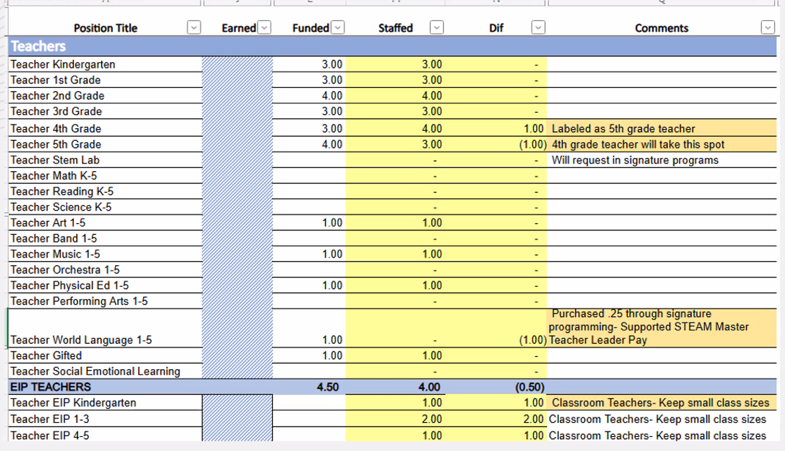 Position Title Earned Funded Staffed Dif Comments
Teachers
Teacher Kindergarten 3.00 3.00 -
Teacher 1st Grade 3.00 3.00 -
Teacher 2nd Grade 4.00 4.00 -
Teacher 3rd Grade 3.00 3.00 -
Teacher 4th Grade 3.00 4.00 1.00 Labeled as 5th grade teacher
Teacher 5th Grade 4.00 3.00 (1.00) 4th grade teacher will take this spot
Teacher Stem Lab - - Will request in signature programs
Teacher Math K-5 - -
Teacher Reading K-5 - -
Teacher Science K-5 - -
Teacher Art 1-5 1.00 1.00 -
Teacher Band 1-5 - -
Teacher Music 1-5 1.00 1.00 -
Teacher Orchestra 1-5 - -
Teacher Physical Ed 1-5 1.00 1.00 -
Teacher Performing Arts 1-5 - -
Purchased .25 through signature
programming- Supported STEAM Master
Teacher World Language 1-5 1.00 - (1.00) Teacher Leader Pay
Teacher Gifted 1.00 1.00 -
Teacher Social Emotional Learning - -
EIP TEACHERS 4.50 4.00 (0.50)
Teacher EIP Kindergarten 1.00 1.00 Classroom Teachers- Keep small class sizes
Teacher EIP 1-3 2.00 2.00 Classroom Teachers- Keep small class sizes
Teacher EIP 4-5 1.00 1.00 Classroom Teachers- Keep small class sizes